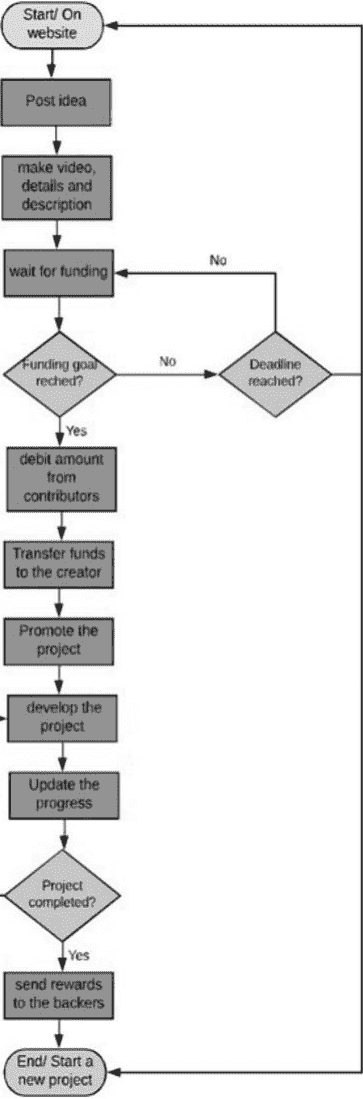 Start/ On
website
Post idea
make video,
details and
description
wait for funding
No
Funding goal
reched?
No
Deadline
reached?
Yes
debit amount
from
contributors
Transfer funds
to the creator
Promote the
project
develop the
project
Update the
progress
Project
completed?
Yes
send rewards
to the backers
End/ Start a
new project